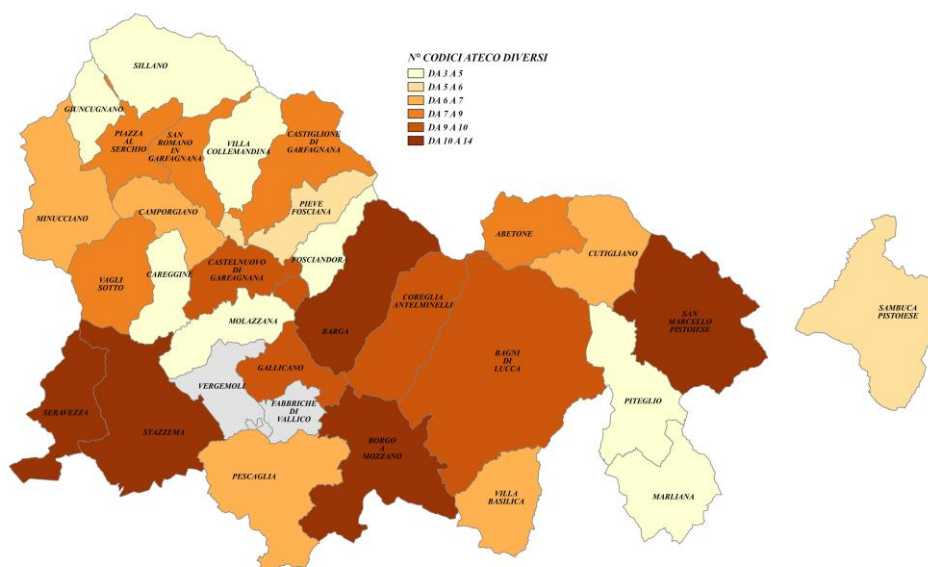 N° CODICI ATECO DIVERSI
DA 3 A 5
DA 5 A 6
DA 6 A 7
DA 7 A 9
DA 9 A 10
DA 10 A 14
SILLANO
GIUNCUGNANO
PIAZZA
AL
SERCHIO
SAN
ROMANO
IN
GARFAGNANA
VILLA
COLLEMANDINA
CASTIGLIONE
DI
GARFAGNANA
MINUCCIANO
CAMPORGIANO
PIEVE
FOSCIANA
VAGLI
SOTTO
CAREGGINE
CASTELNUOVO
DI
GARFAGNANA
FOSCIANDORA
ABETONE
CUTIGLIANO
MOLAZZANA
BARGA
COREGLIA
ANTELMINELLI
SAN
MARCELLO
PISTOIESE
SAMBUCA
PISTOIESE
BAGNI
DI
LUCCA
GALLICANO
VERGEMOLI
FABBRICHE
DI
VALLICO
SERAVEZZA
STAZZEMA
PITEGLIO
BORGO
A
MOZZANO
PESCAGLIA
VILLA
BASILICA
MARLIANA